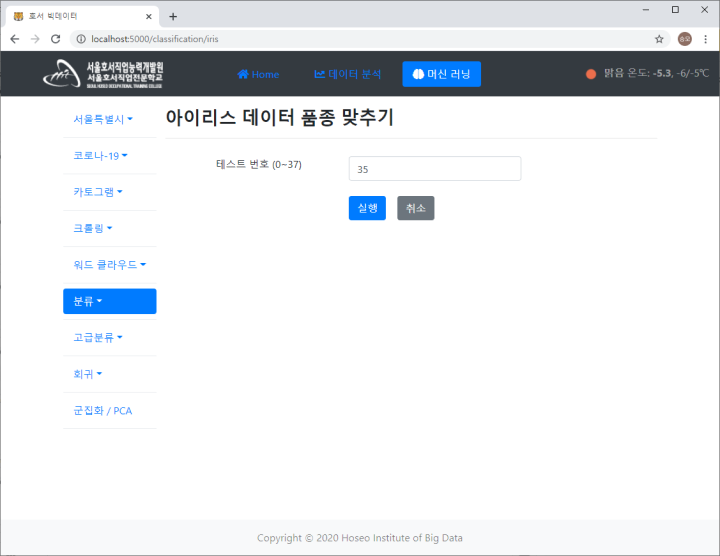 호서 빅데이터
localhost:5000/classification/iris
송모
서울호서직업능력개발원
서울호서직업전문학교
SEOUL HOSEO OCCUPATIONAL TRAINING COLLEGE
Home
데이터 분석
머신 러닝
맑음 온도: -5.3, -6/-5℃
서울특별시
코로나-19
카토그램
크롤링
워드 클라우드
분류
고급분류
회귀
군집화 / PCA
아이리스 데이터 품종 맞추기
테스트 번호 (0~37)
35
실행
취소
Copyright © 2020 Hoseo Institute of Big Data